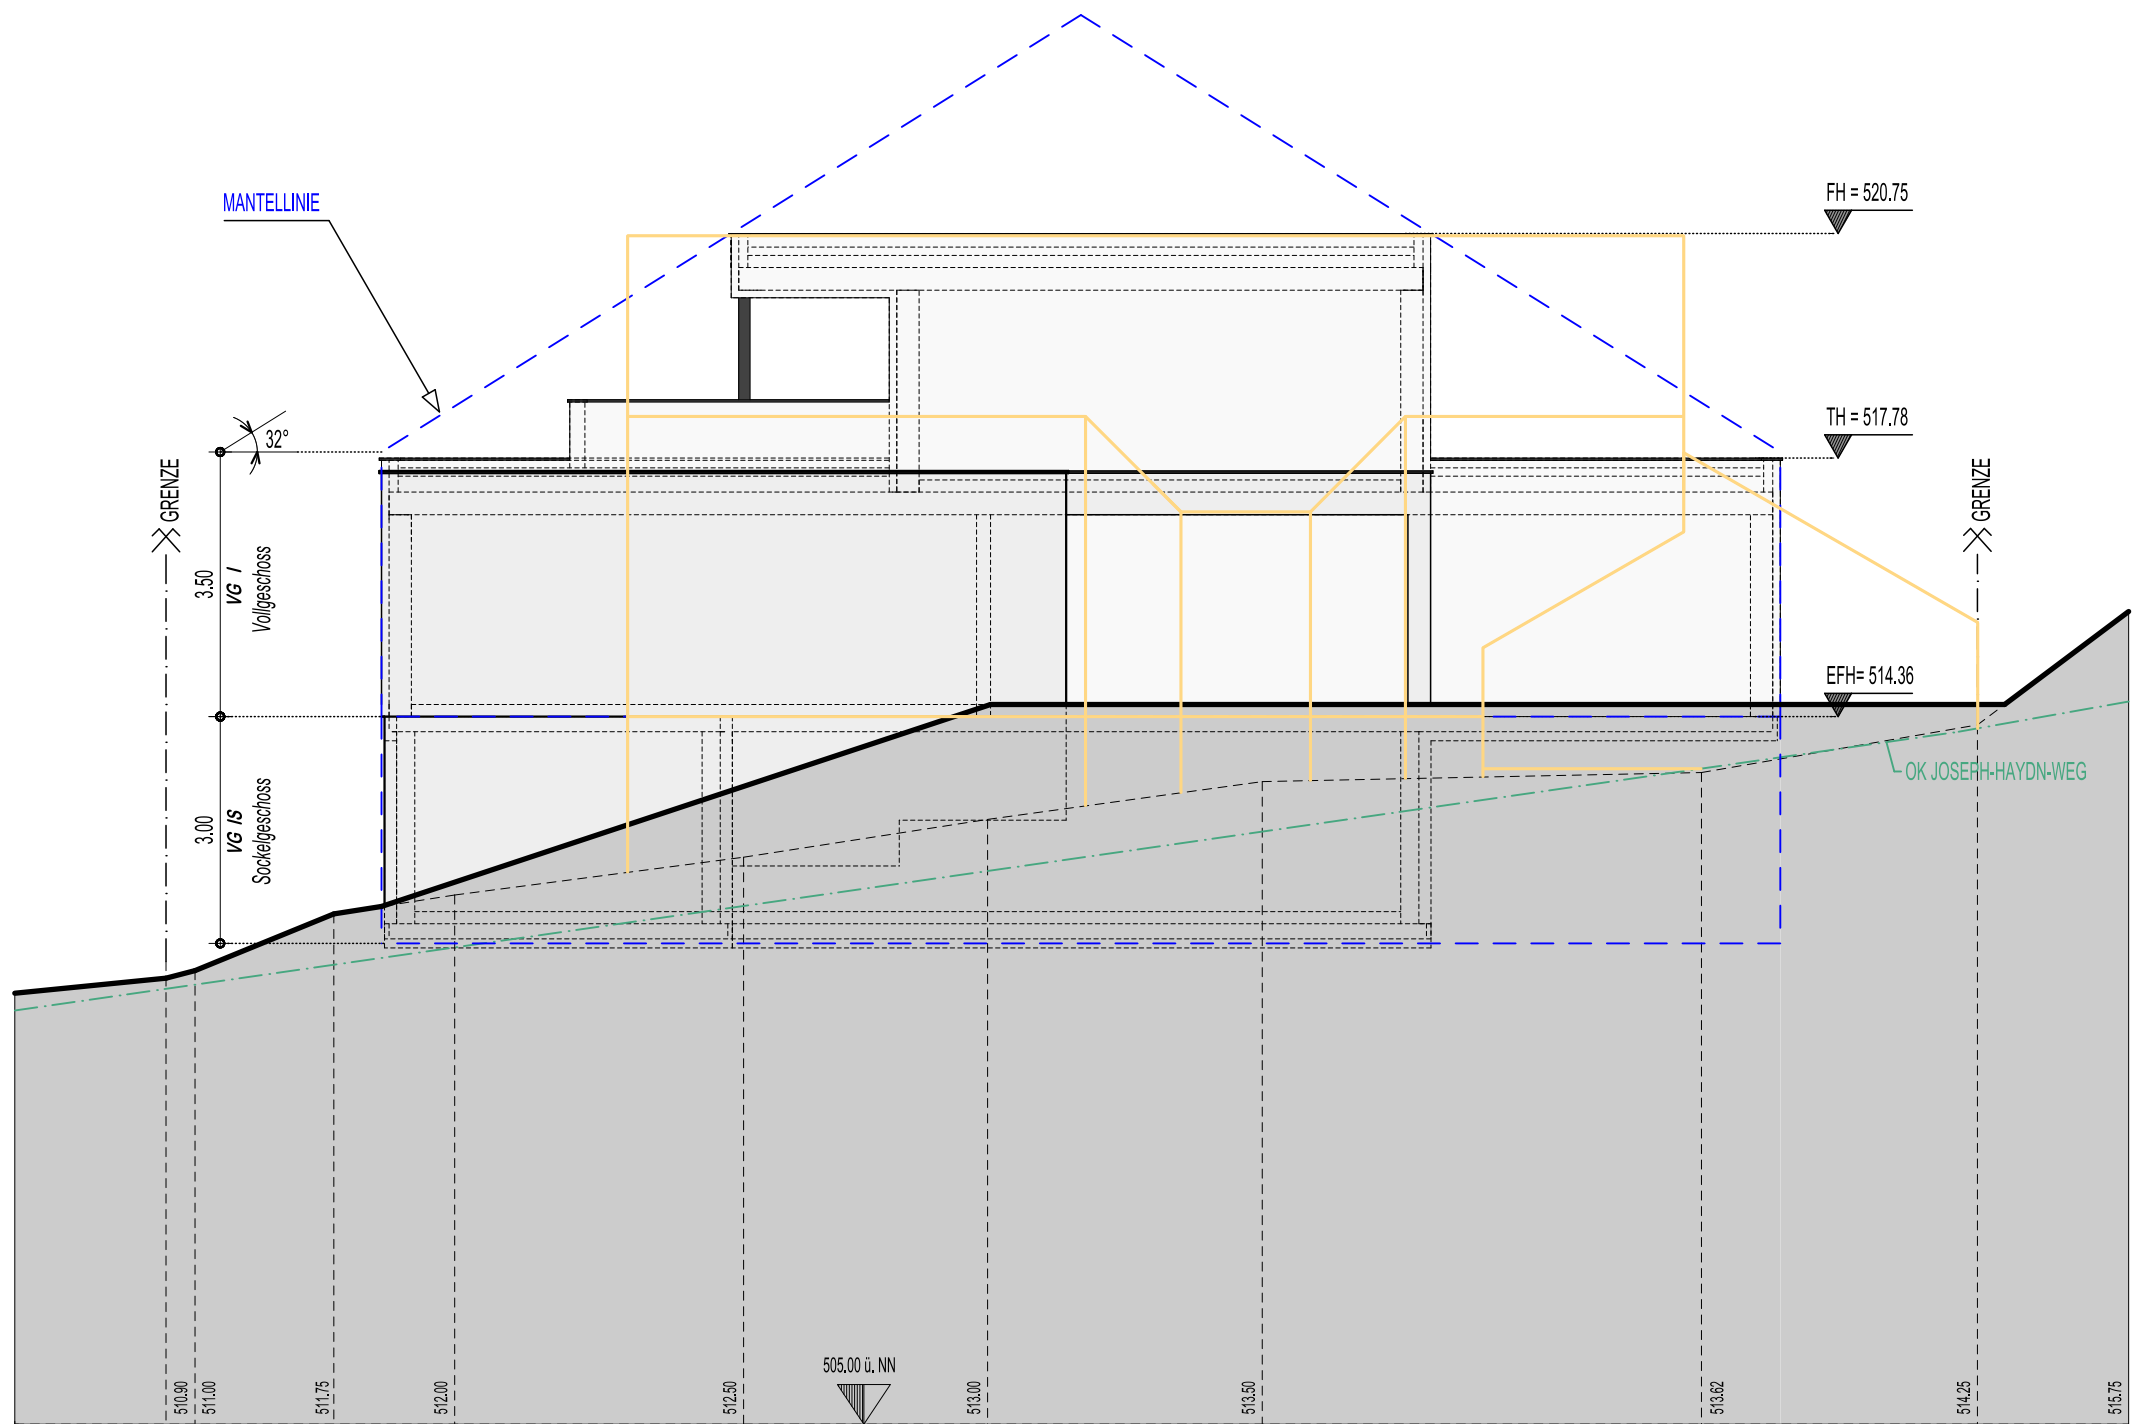 MANTELLINIE
FH = 520.75
32°
TH = 517.78
GRENZE
GRENZE
3.50
VG I
Vollgeschoss
EFH= 514.36
OK JOSEPH-HAYDN-WEG
3.00
VG IS
Sockelgeschoss
505.00 ü. NN
510.90
511.00
511.75
512.00
512.50
513.00
513.50
513.62
514.25
515.75